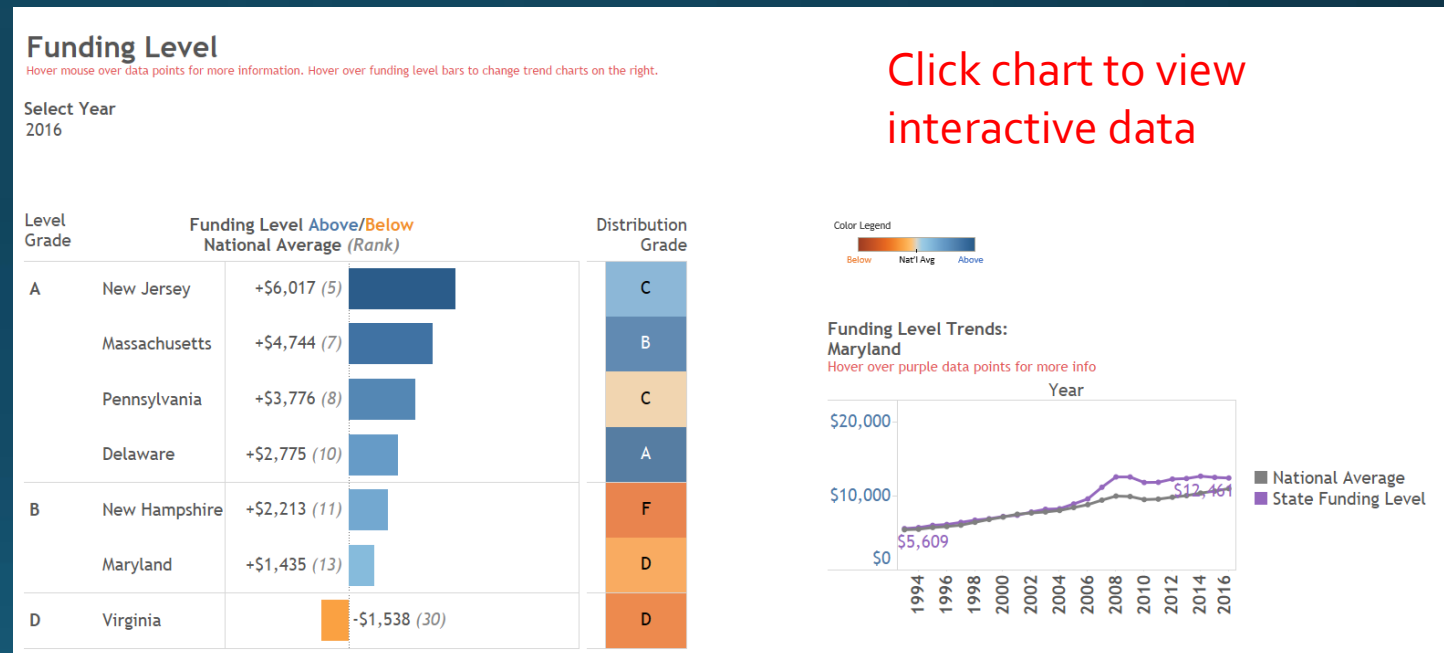 Funding Level
Hover mouse over data points for more information. Hover over funding level bars to change trend charts on the right.
Click chart to view
interactive data
Select Year
2016
Level
Grade
Funding Level Above/Below
National Average (Rank)
Distribution
Grade
A New Jersey +$6,017 (5) C
Massachusetts +$4,744 (7) B
Pennsylvania +$3,776 (8) C
Delaware +$2,775 (10) A
B New Hampshire +$2,213 (11) F
Maryland +$1,435 (13) D
D Virginia -$1,538 (30) D
Color Legend
Below Nat'l Avg Above
Funding Level Trends:
Maryland
Hover over purple data points for more info
Year
$20,000
$10,000
$0
$12,461
$5,609
National Average
State Funding Level
1994 1996 1998 2000 2002 2004 2006 2008 2010 2012 2014 2016